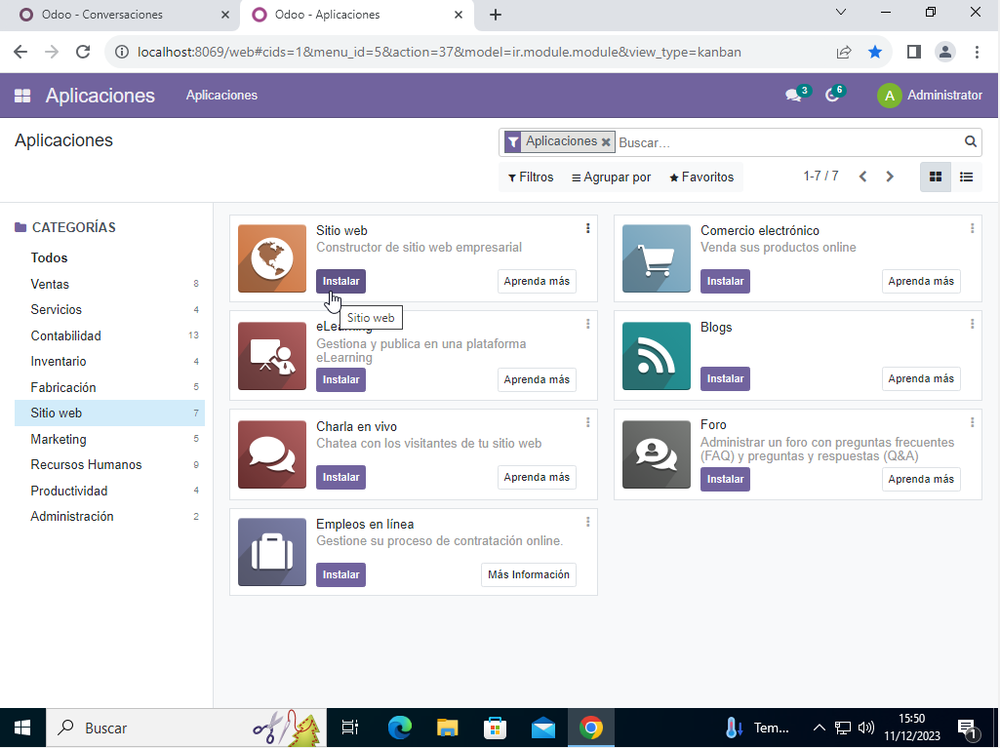 Odoo - Conversaciones
Odoo - Aplicaciones
localhost:8069/web#cids=1&menu_id=5&action=37&model=ir.module.module&view_type=kanban
Aplicaciones
Aplicaciones
3
6
A
Administrator
Aplicaciones
Aplicaciones
Buscar...
Filtros
Agrupar por
Favoritos
1-7 / 7
CATEGORÍAS
Todos
Ventas 8
Servicios 4
Contabilidad 13
Inventario 4
Fabricación 5
Sitio web 7
Marketing 5
Recursos Humanos 9
Productividad 4
Administración 2
Sitio web
Constructor de sitio web empresarial
Instalar
Aprenda más
Sitio web
Comercio electrónico
Venda sus productos online
Instalar
Aprenda más
Gestiona y publica en una plataforma
eLearning
Instalar
Aprenda más
Blogs
Instalar
Aprenda más
Charla en vivo
Chatea con los visitantes de tu sitio web
Instalar
Aprenda más
Foro
Administrar un foro con preguntas frecuentes
(FAQ) y preguntas y respuestas (Q&A)
Instalar
Aprenda más
Empleos en línea
Gestione su proceso de contratación online.
Instalar
Más Información
Buscar
Tem...
15:50
11/12/2023
1